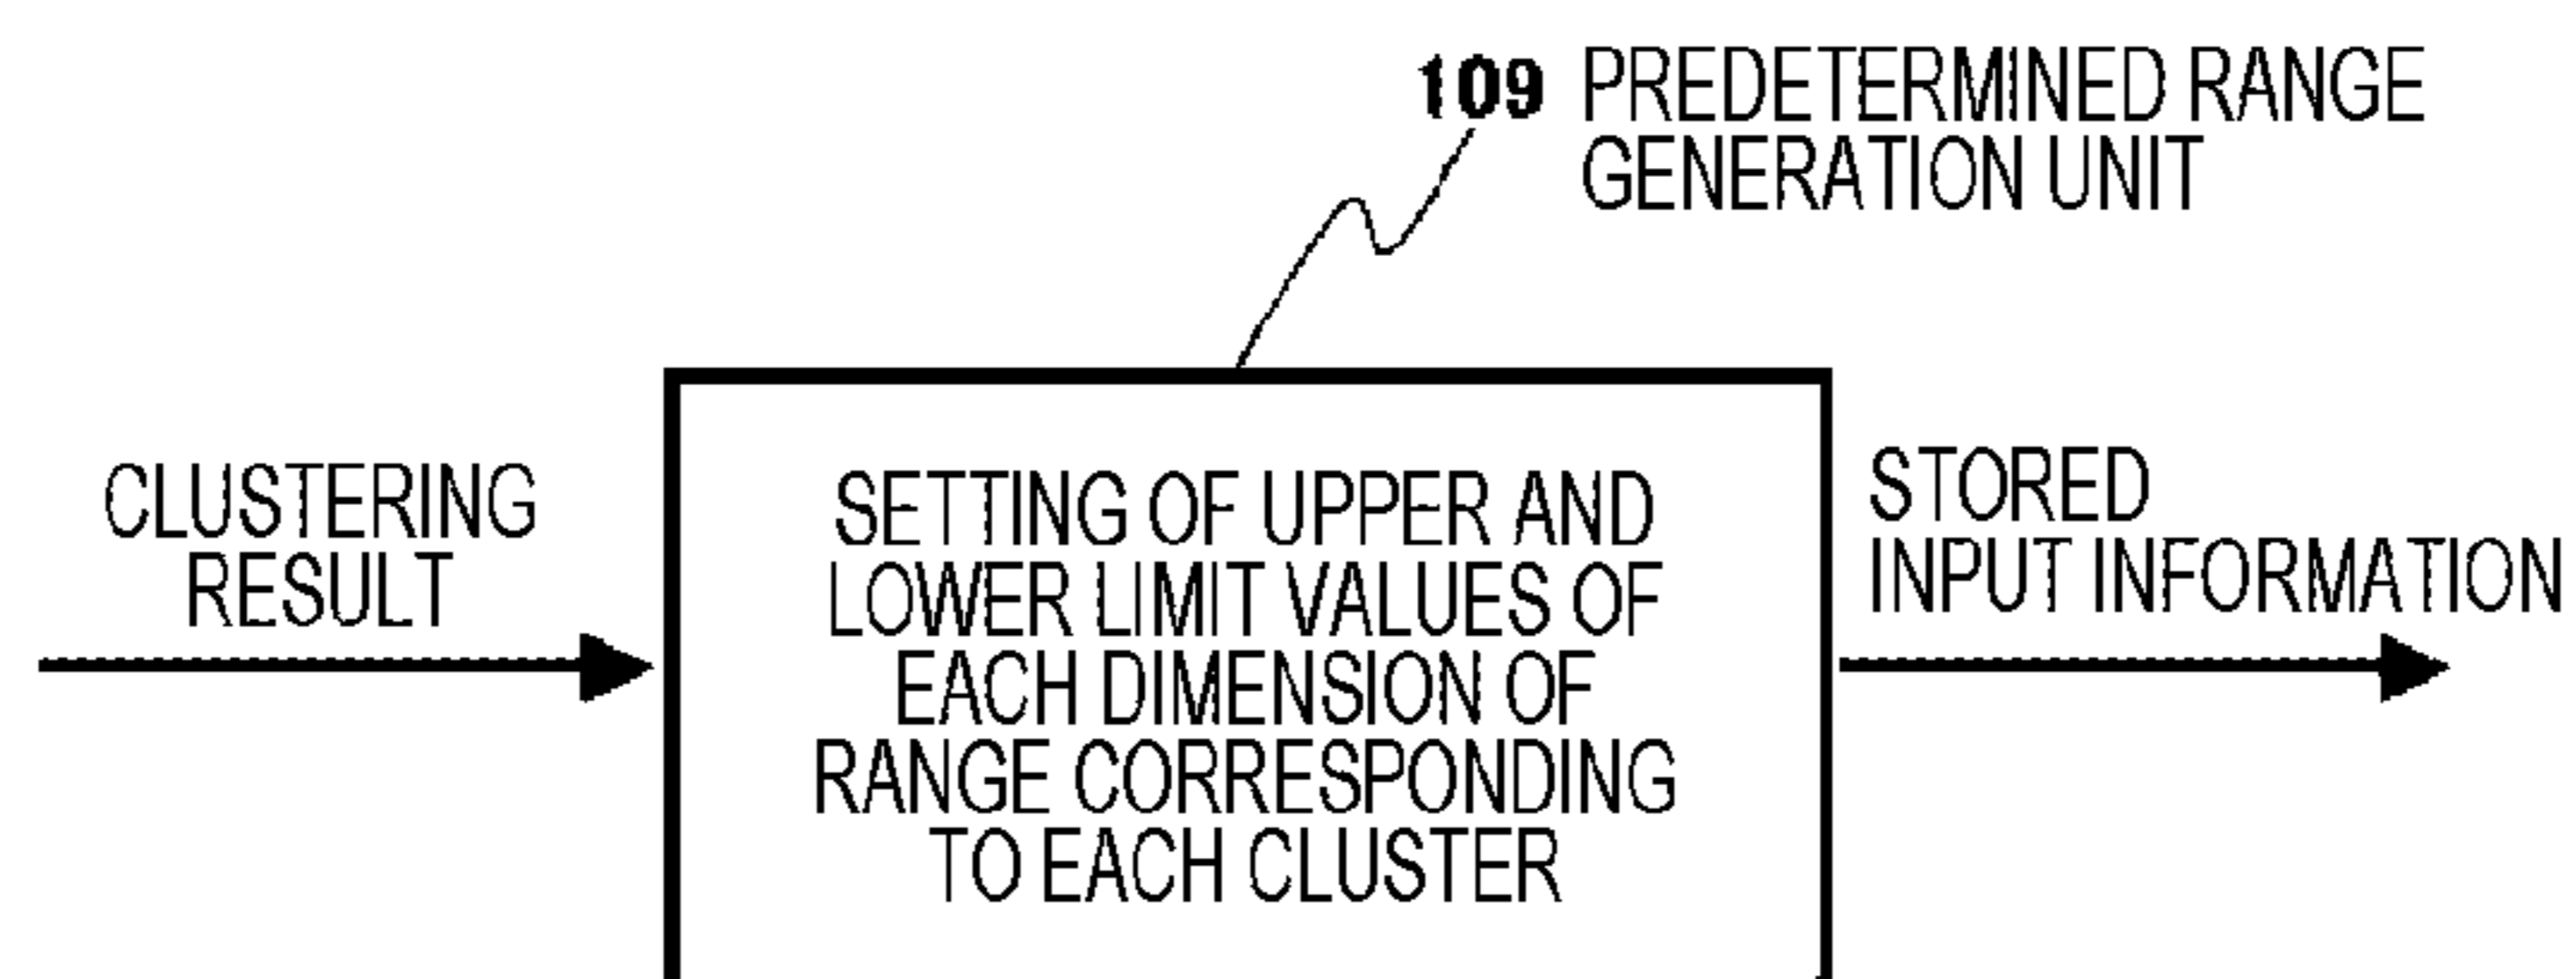 109 PREDETERMINED RANGE
GENERATION UNIT
CLUSTERING
RESULT
SETTING OF UPPER AND
LOWER LIMIT VALUES OF
EACH DIMENSION OF
RANGE CORRESPONDING
TO EACH CLUSTER
STORED
INPUT INFORMATION